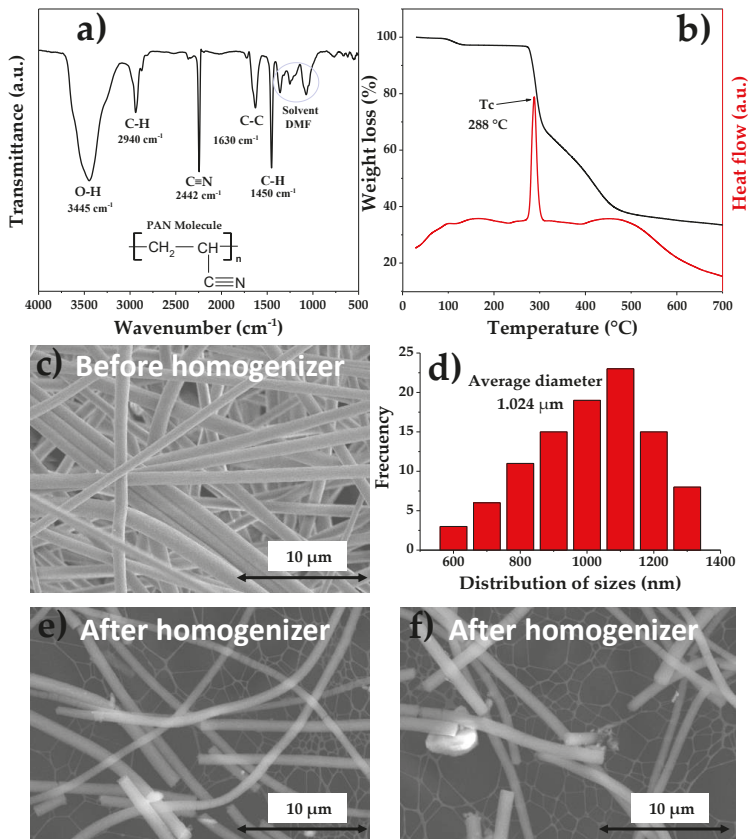 a)
Transmittance (a.u.)
C-H
2940 cm⁻¹
C-C
1630 cm⁻¹
Solvent
DMF
O-H
3445 cm⁻¹
C≡N
2442 cm⁻¹
C-H
1450 cm⁻¹
PAN Molecule
CH₂
CH
n
C
N
4000 3500 3000 2500 2000 1500 1000 500
Wavenumber (cm⁻¹)
b)
Weight loss (%)
100
80
60
40
20
Tc
288 °C
Heat flow (a.u.)
0 100 200 300 400 500 600 700
Temperature (°C)
c) Before homogenizer
10 µm
d)
Average diameter
1.024 µm
Frecuency
25
20
15
10
5
0
600 800 1000 1200 1400
Distribution of sizes (nm)
e) After homogenizer
10 µm
f) After homogenizer
10 µm